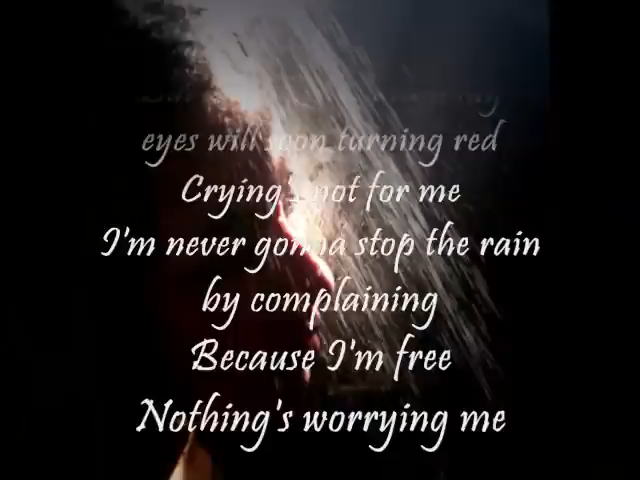 eyes will soon turning red
Crying's not for me
I'm never gonna stop the rain
by complaining
Because I'm free
Nothing's worrying me